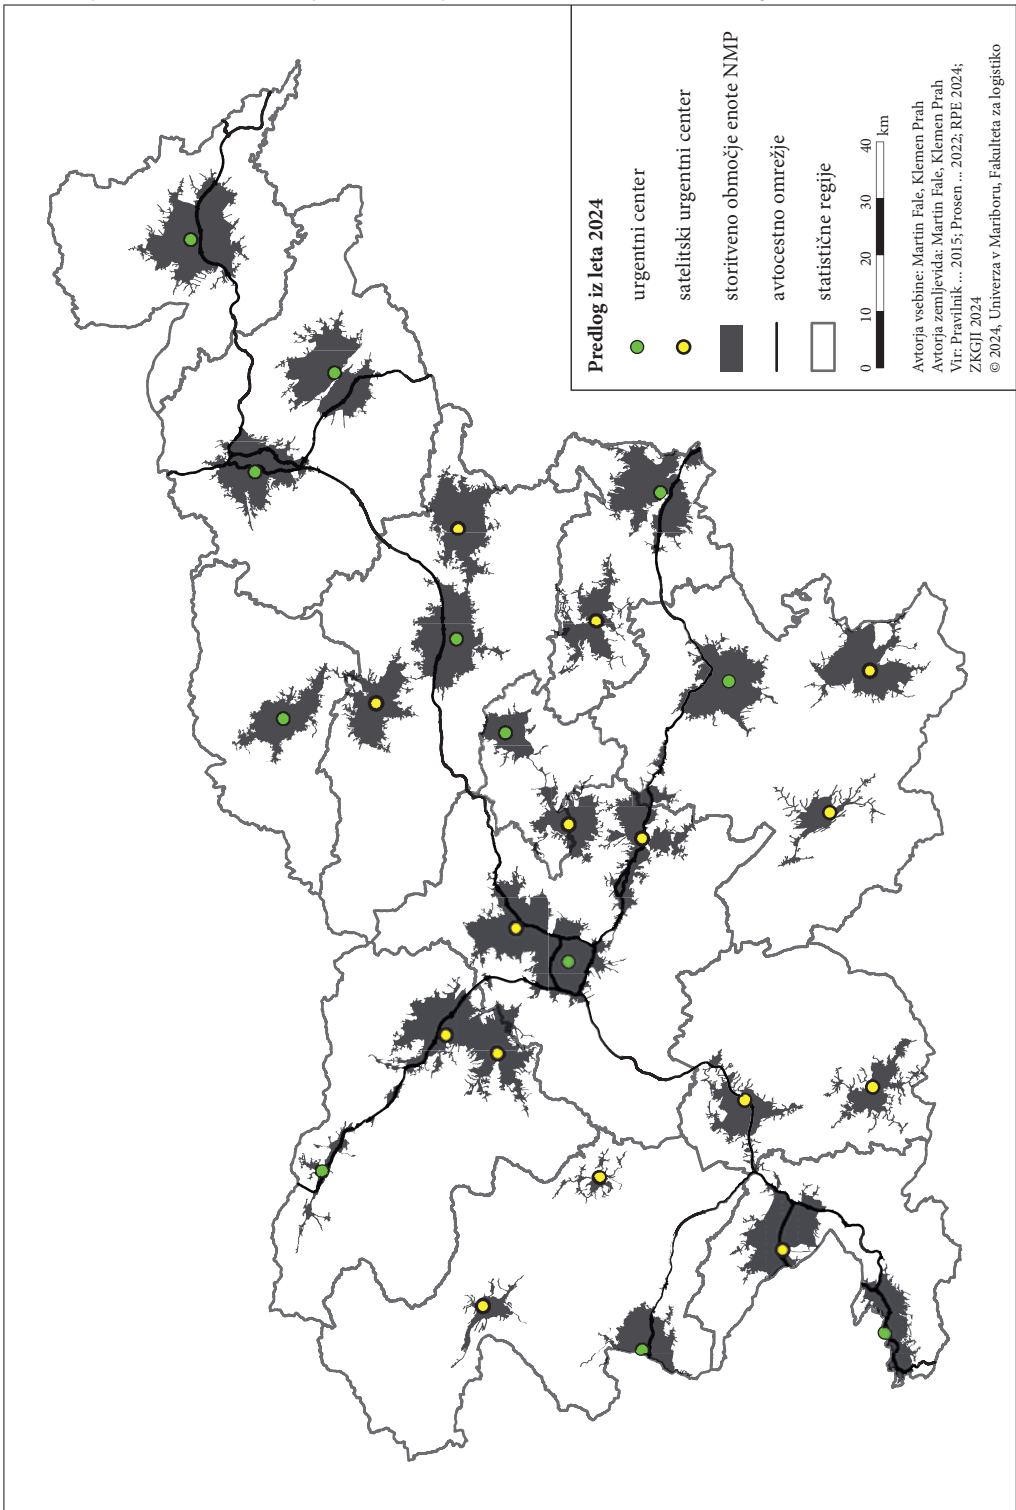 Predlog iz leta 2024
urgentni center
satelitski urgentni center
storitveno območje enote NMP
avtocestno omrežje
statistične regije
0 10 20 30 40
km
Avtorja vsebine: Martin Fale, Klemen Prah
Avtorja zemljevida: Martin Fale, Klemen Prah
Vir: Pravilnik ... 2015; Prosen ... 2022; RPE 2024;
ZKGJI 2024
© 2024, Univerza v Mariboru, Fakulteta za logistiko